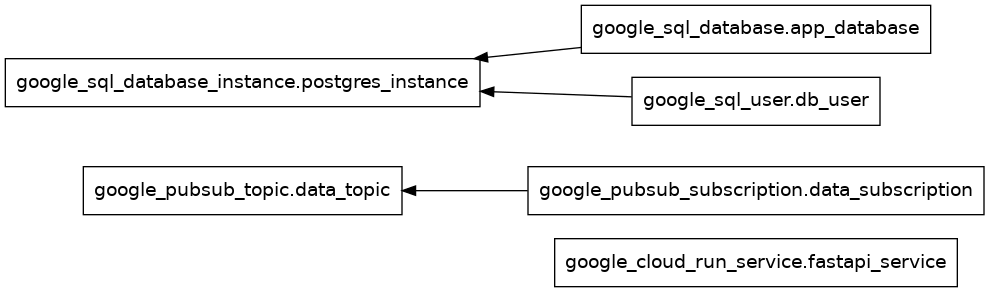 google_sql_database.app_database
google_sql_database_instance.postgres_instance
google_sql_user.db_user
google_pubsub_topic.data_topic
google_pubsub_subscription.data_subscription
google_cloud_run_service.fastapi_service